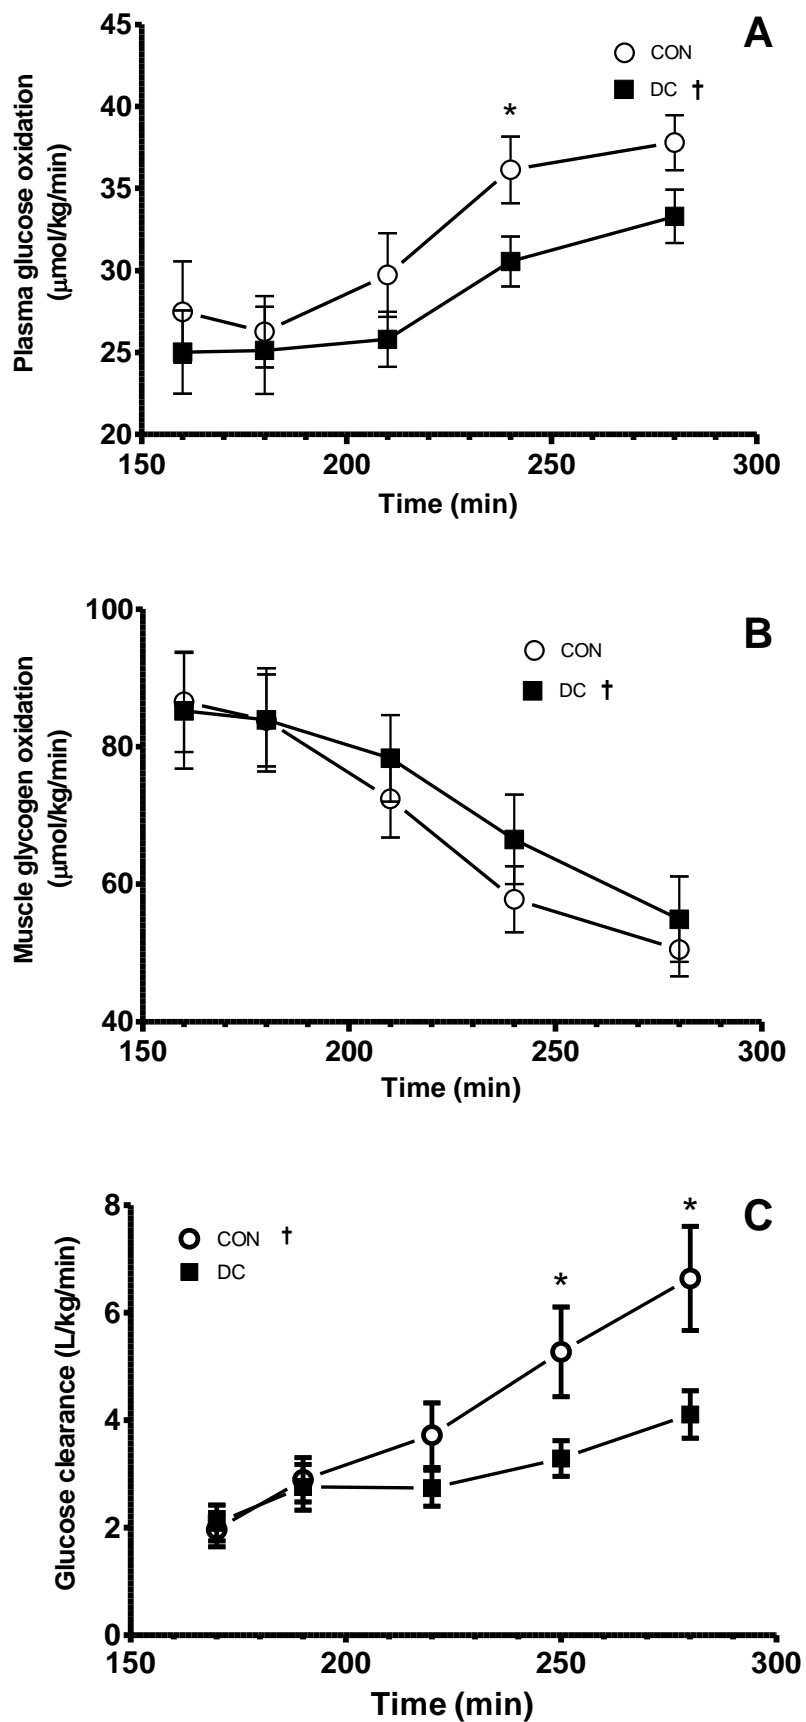 A
45
40
35
30
25
20
Plasma glucose oxidation
(μmol/kg/min)
CON
DC †
*
150 200 250 300
Time (min)
B
100
80
60
40
Muscle glycogen oxidation
(μmol/kg/min)
CON
DC †
150 200 250 300
Time (min)
C
8
6
4
2
0
Glucose clearance (L/kg/min)
CON †
DC
*
*
150 200 250 300
Time (min)